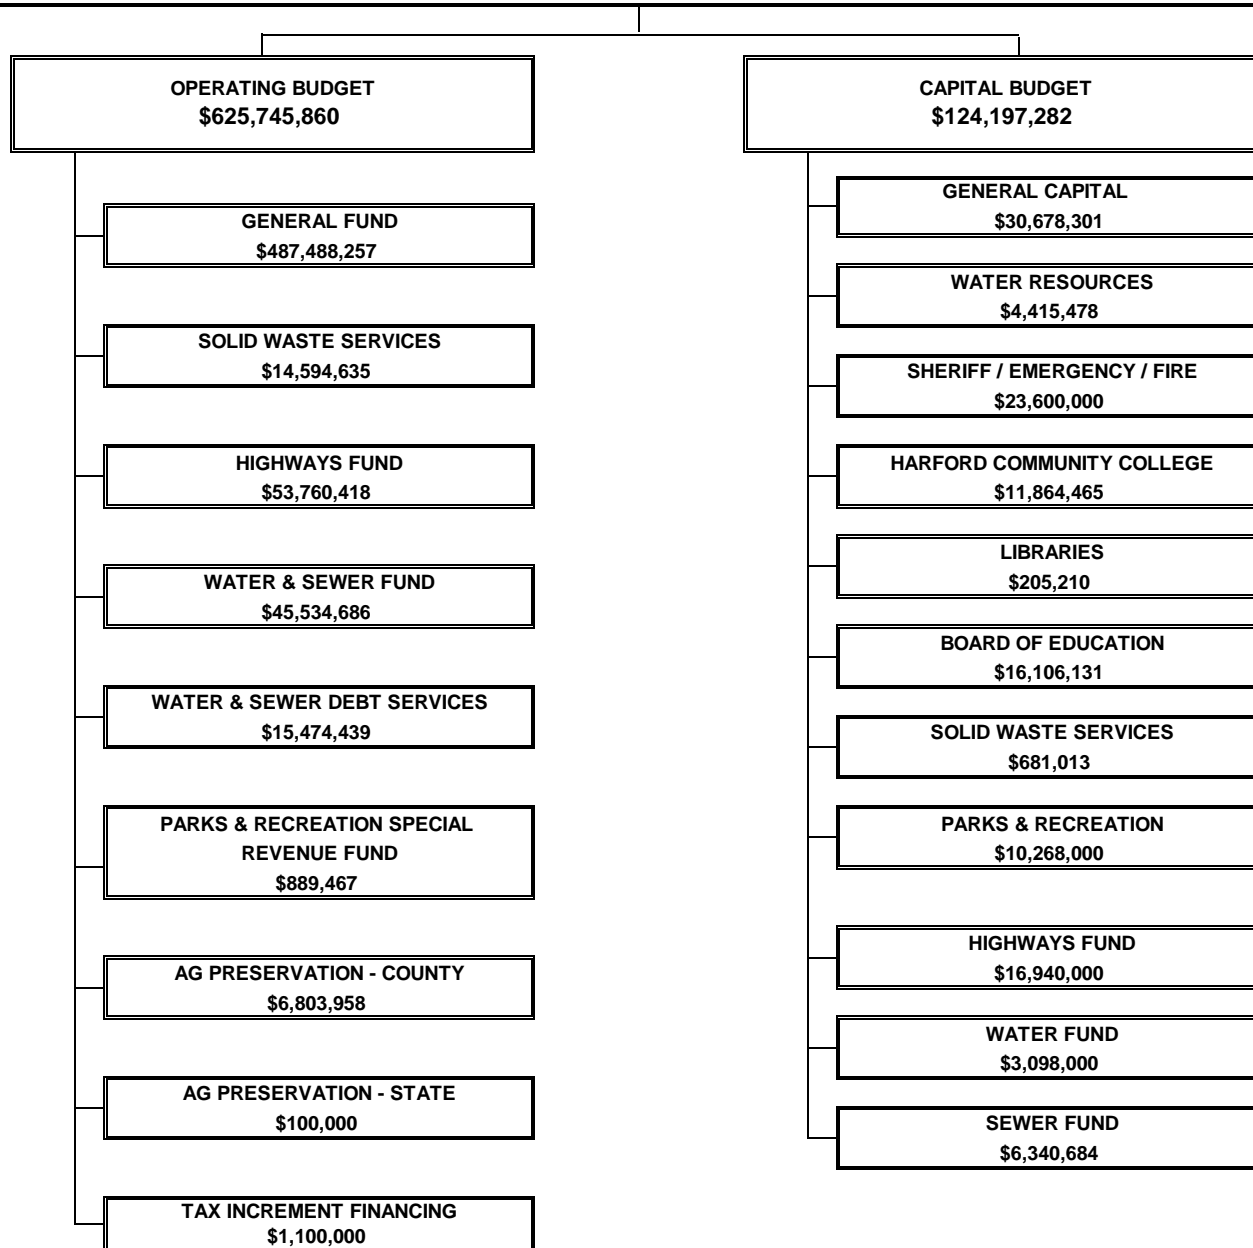 OPERATING BUDGET
$625,745,860
GENERAL FUND
$487,488,257
SOLID WASTE SERVICES
$14,594,635
HIGHWAYS FUND
$53,760,418
WATER & SEWER FUND
$45,534,686
WATER & SEWER DEBT SERVICES
$15,474,439
PARKS & RECREATION SPECIAL
REVENUE FUND
$889,467
AG PRESERVATION - COUNTY
$6,803,958
AG PRESERVATION - STATE
$100,000
TAX INCREMENT FINANCING
$1,100,000
CAPITAL BUDGET
$124,197,282
GENERAL CAPITAL
$30,678,301
WATER RESOURCES
$4,415,478
SHERIFF / EMERGENCY / FIRE
$23,600,000
HARFORD COMMUNITY COLLEGE
$11,864,465
LIBRARIES
$205,210
BOARD OF EDUCATION
$16,106,131
SOLID WASTE SERVICES
$681,013
PARKS & RECREATION
$10,268,000
HIGHWAYS FUND
$16,940,000
WATER FUND
$3,098,000
SEWER FUND
$6,340,684